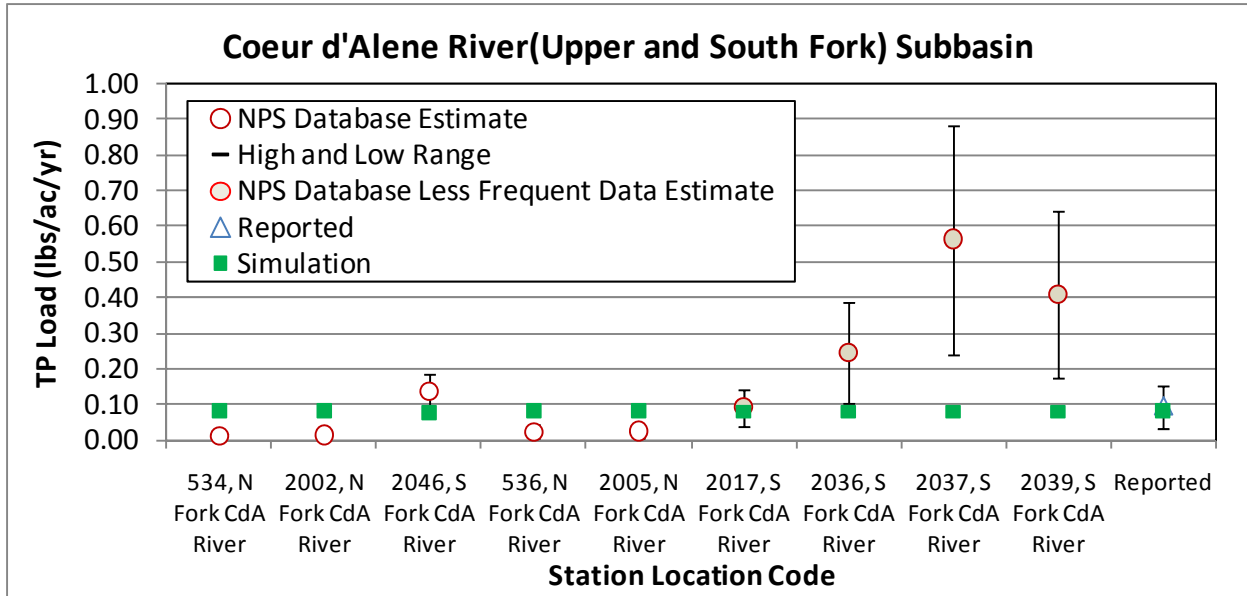 Coeur d'Alene River(Upper and South Fork) Subbasin
TP Load (lbs/ac/yr)
1.00
0.90
0.80
0.70
0.60
0.50
0.40
0.30
0.20
0.10
0.00
NPS Database Estimate
High and Low Range
NPS Database Less Frequent Data Estimate
Reported
Simulation
534, N
Fork CdA
River
2002, N
Fork CdA
River
2046, S
Fork CdA
River
536, N
Fork CdA
River
2005, N
Fork CdA
River
2017, S
Fork CdA
River
2036, S
Fork CdA
River
2037, S
Fork CdA
River
2039, S
Fork CdA
River
Reported
Station Location Code